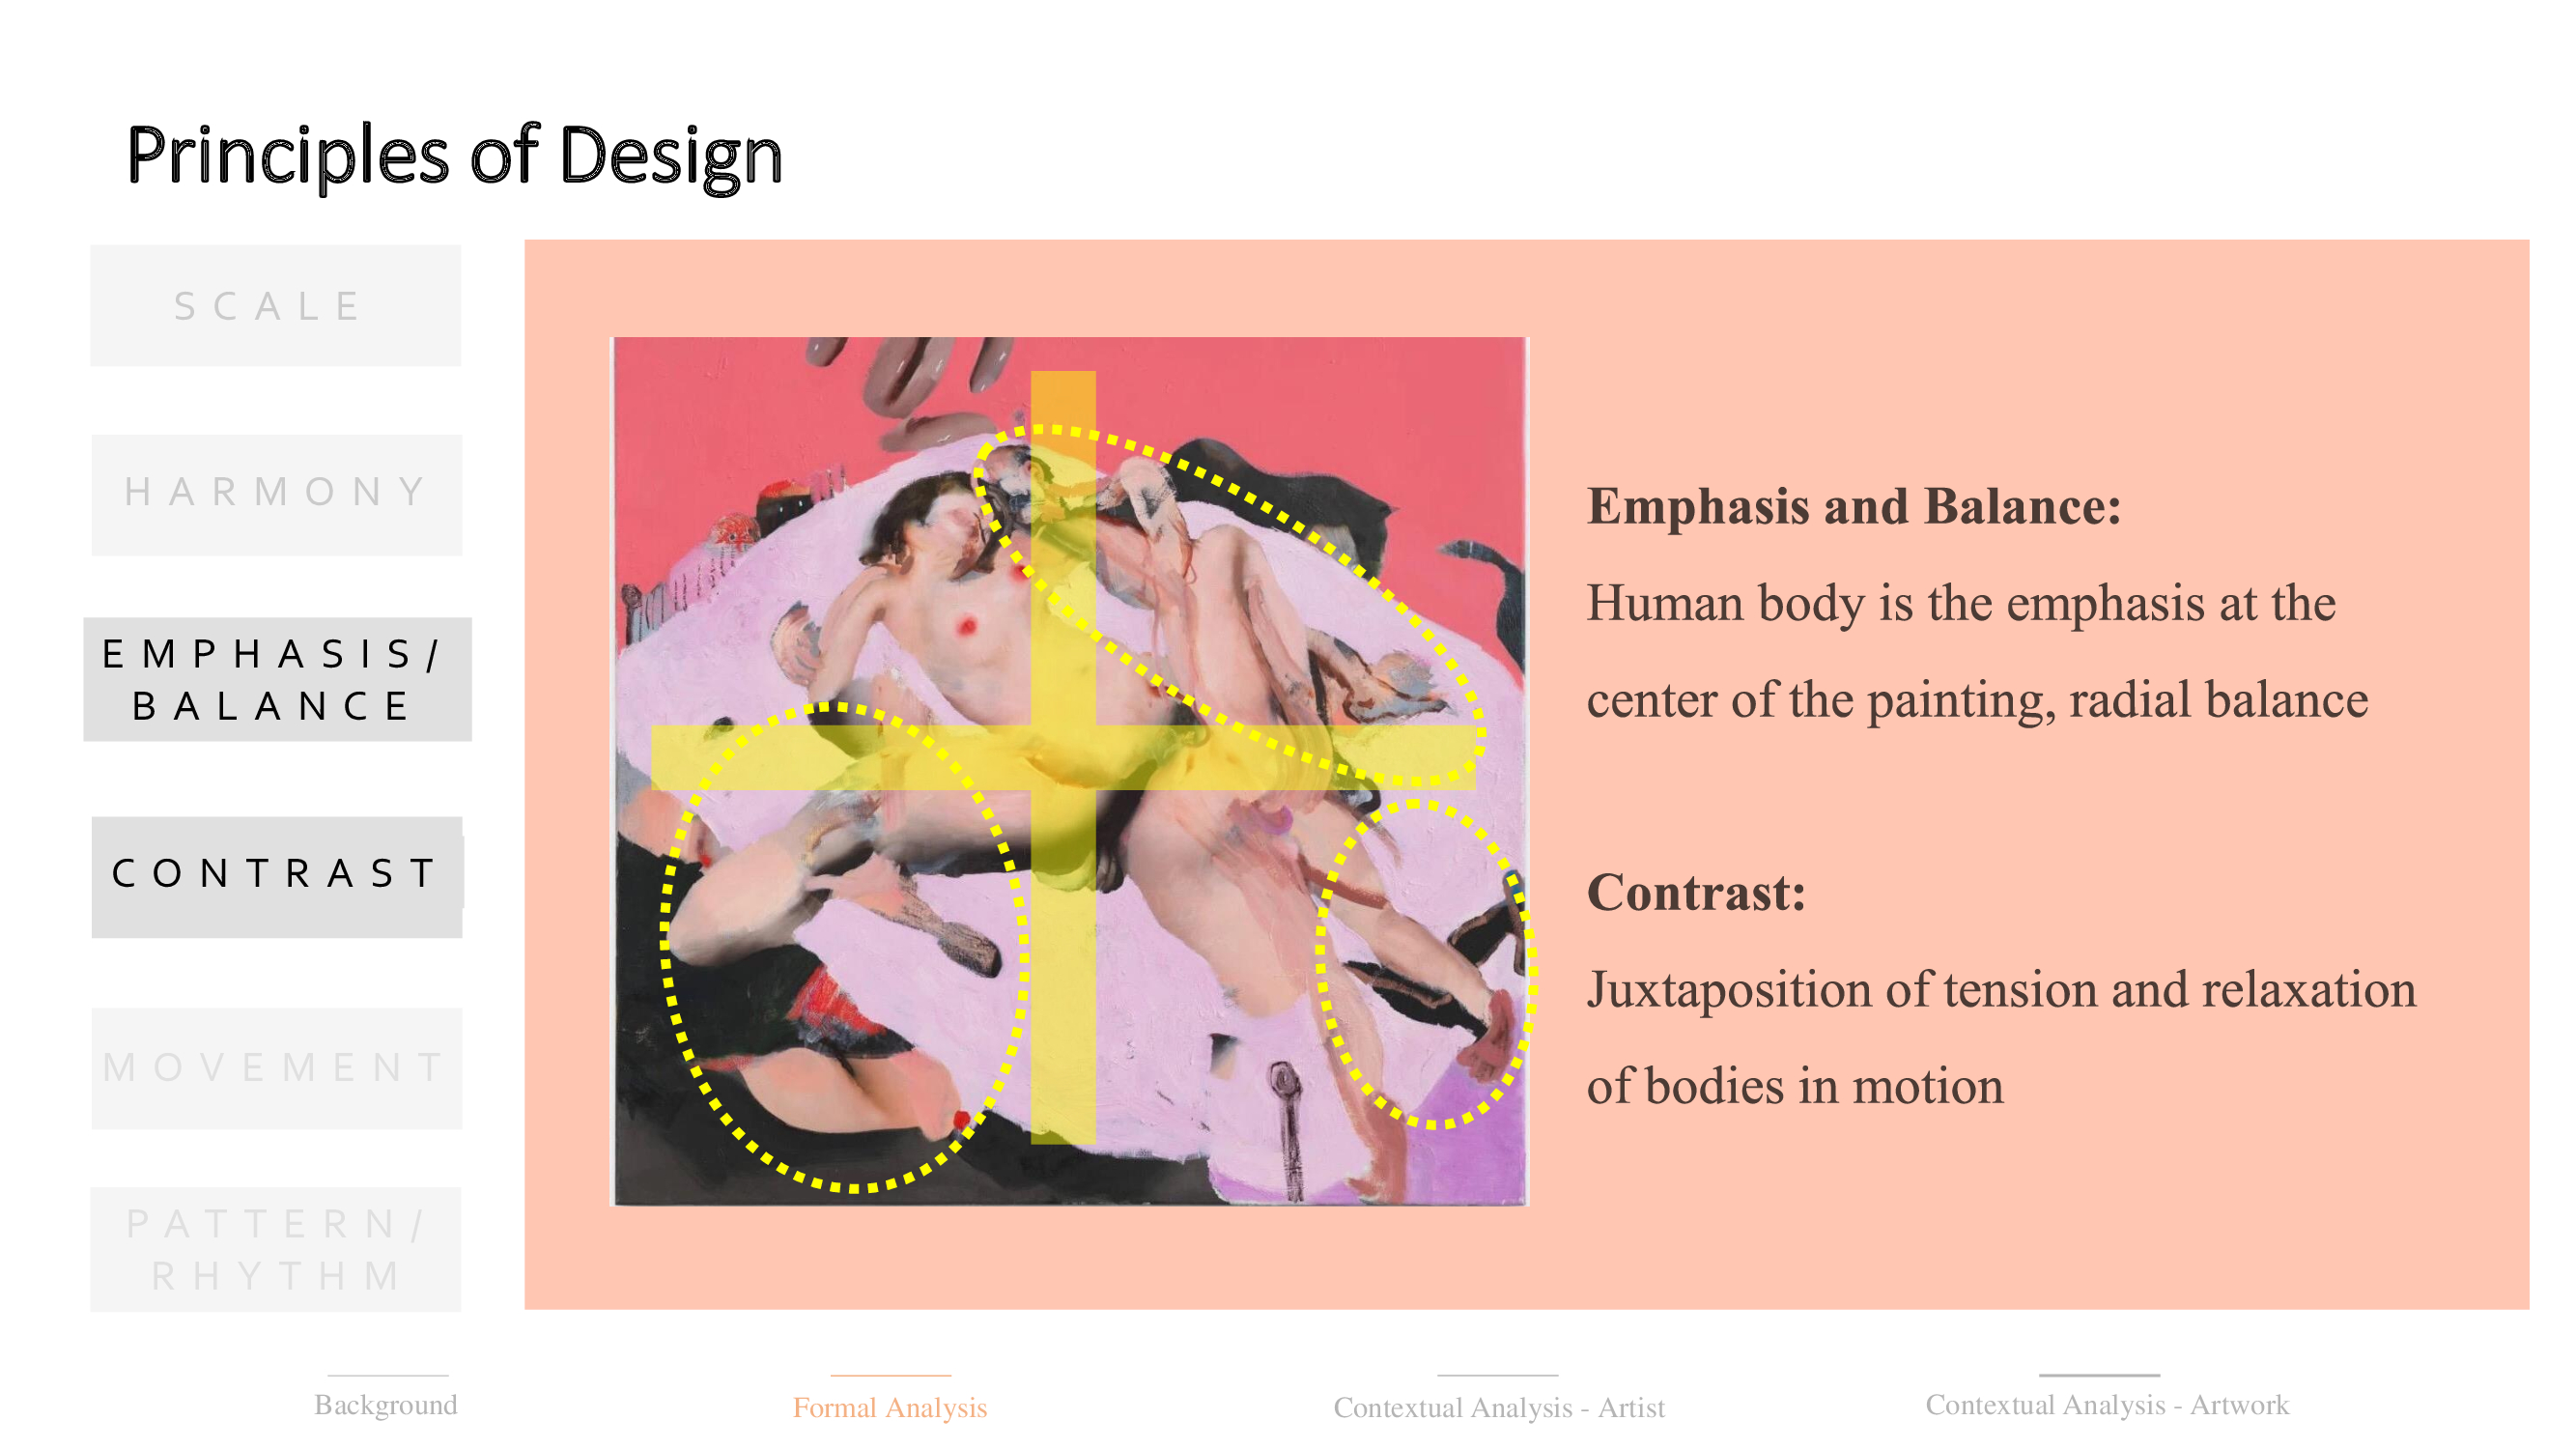 Principles of Design
SCALE
HARMONY
EMPHASIS/
BALANCE
CONTRAST
MOVEMENT
PATTERN/
RHYTHM
Emphasis and Balance:
Human body is the emphasis at the
center of the painting, radial balance
Contrast:
Juxtaposition of tension and relaxation
of bodies in motion
Background
Formal Analysis
Contextual Analysis - Artist
Contextual Analysis - Artwork